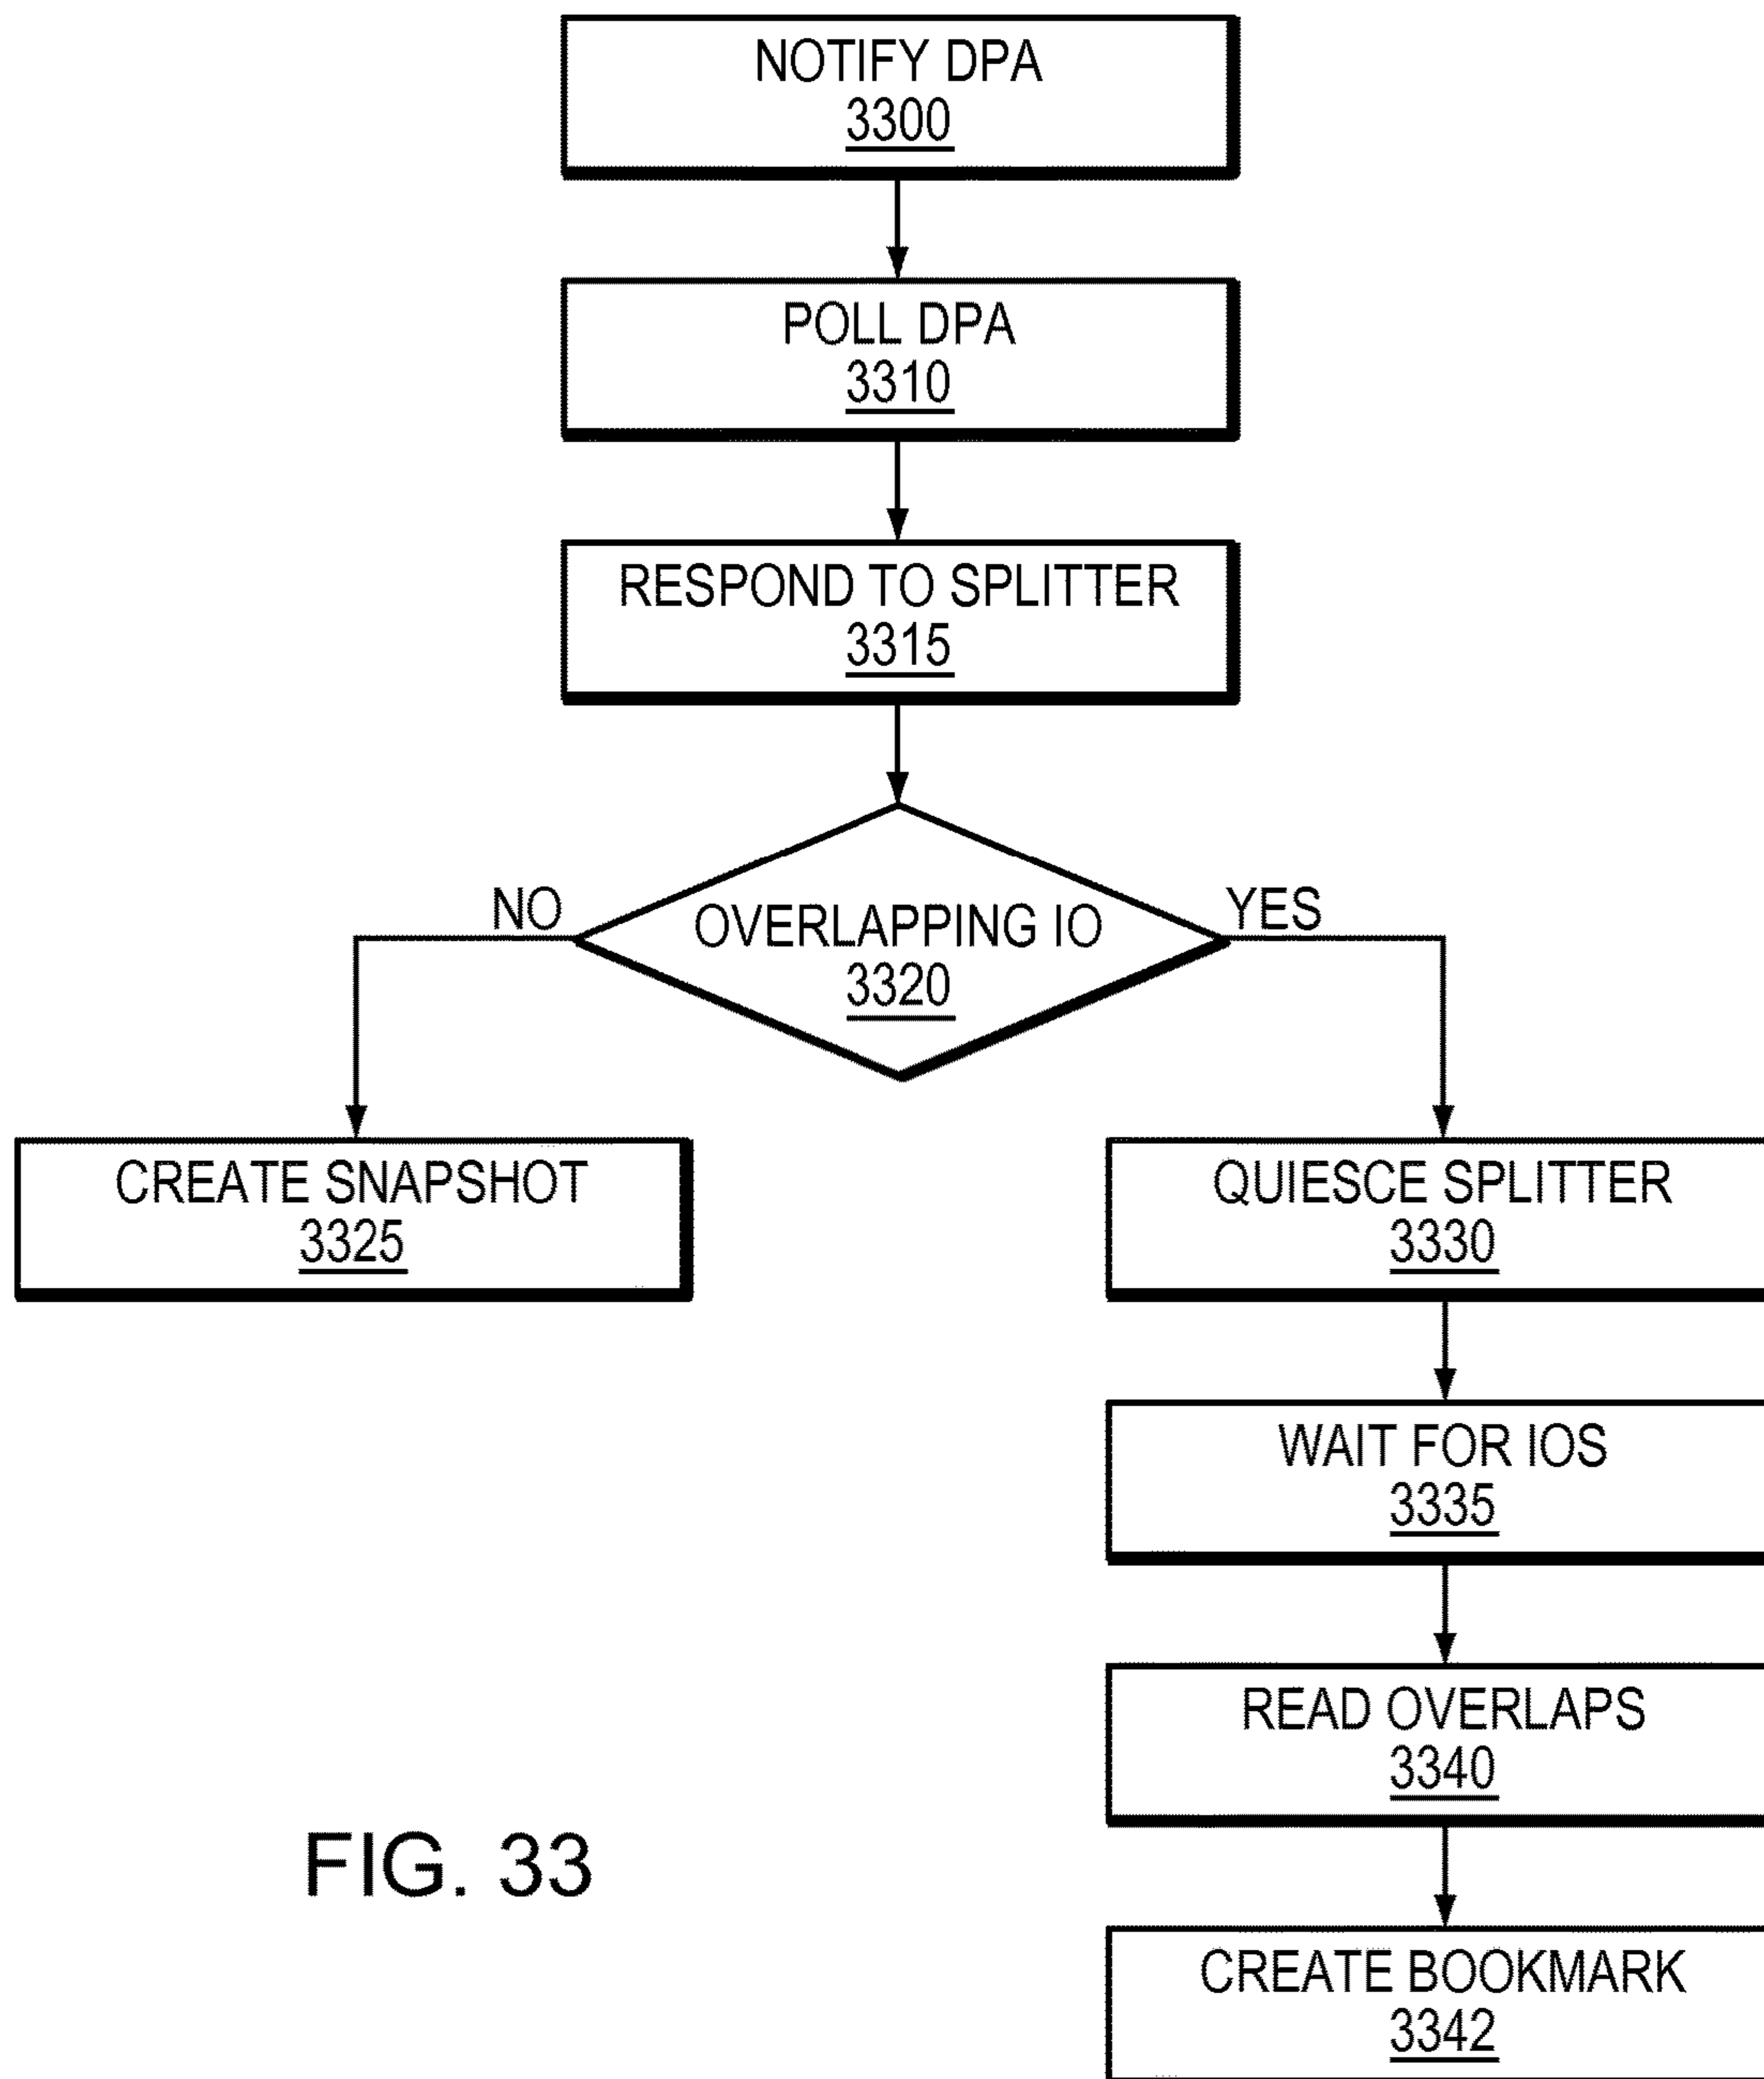 NOTIFY DPA
3300
POLL DPA
3310
RESPOND TO SPLITTER
3315
NO
OVERLAPPING IO
3320
YES
CREATE SNAPSHOT
3325
QUIESCE SPLITTER
3330
WAIT FOR IOS
3335
READ OVERLAPS
3340
CREATE BOOKMARK
3342
FIG. 33